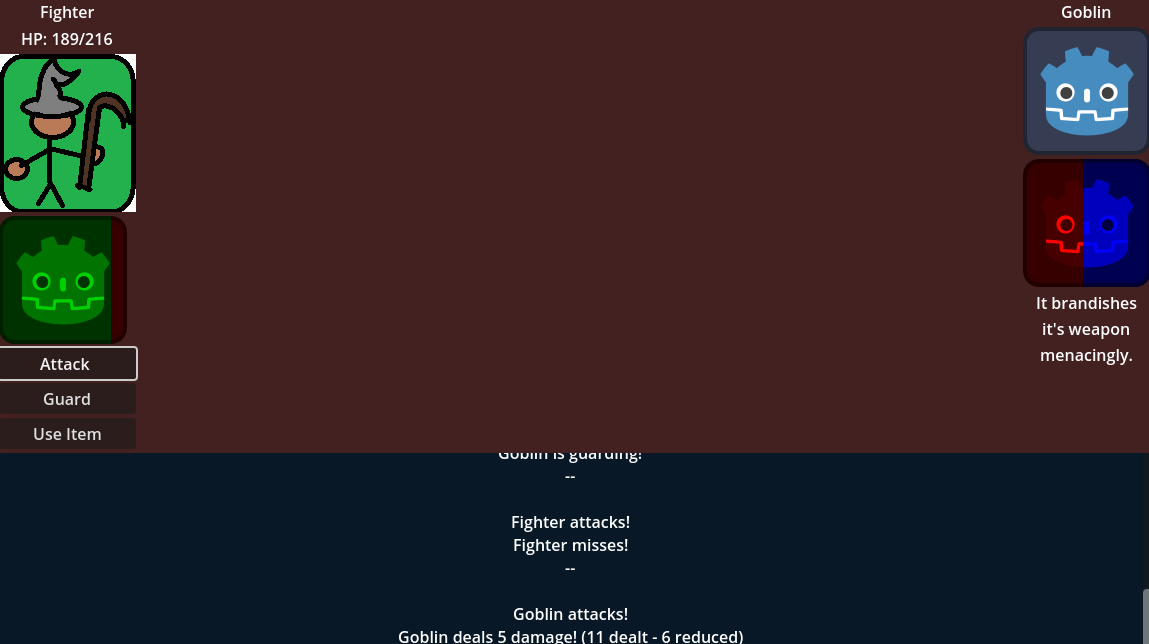 Fighter
HP: 189/216
Attack
Guard
Use Item
Goblin
It brandishes
it's weapon
menacingly.
Goblin is guarding!
--
Fighter attacks!
Fighter misses!
--
Goblin attacks!
Goblin deals 5 damage! (11 dealt - 6 reduced)